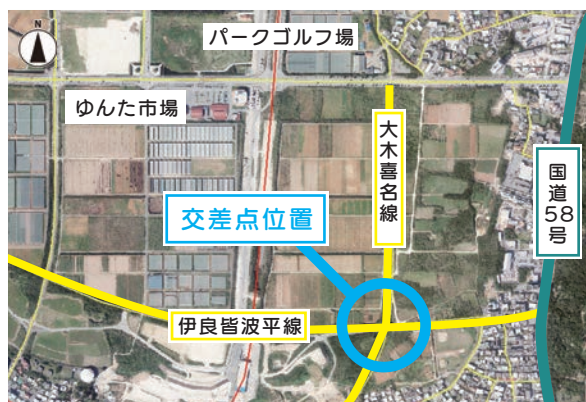 パークゴルフ場
N
ゆんた市場
大木喜名線
国道58号
交差点位置
伊良皆波平線